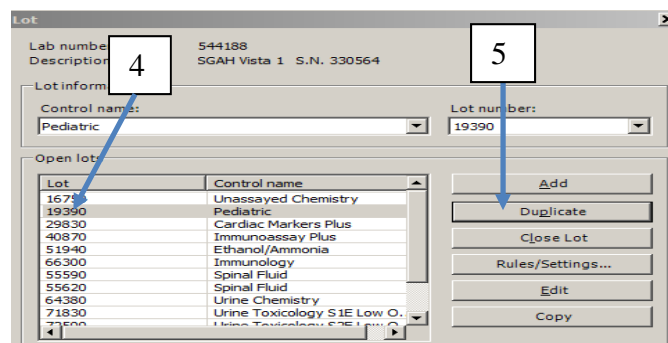 Lot
Lab numbe
544188
Description
SGAH Vista 1 S.N. 330564
4
5
Lot inform
Control name:
Lot number:
Pediatric
19390
Open lots
Lot Control name
Unassayed Chemistry
19390 Pediatric
29830 Cardiac Markers Plus
40870 Immunoassay Plus
51940 Ethanol/Ammonia
66300 Immunology
55590 Spinal Fluid
55620 Spinal Fluid
64380 Urine Chemistry
71830 Urine Toxicology S1E Low O.
Add
Duplicate
Close Lot
Rules/Settings...
Edit
Copy